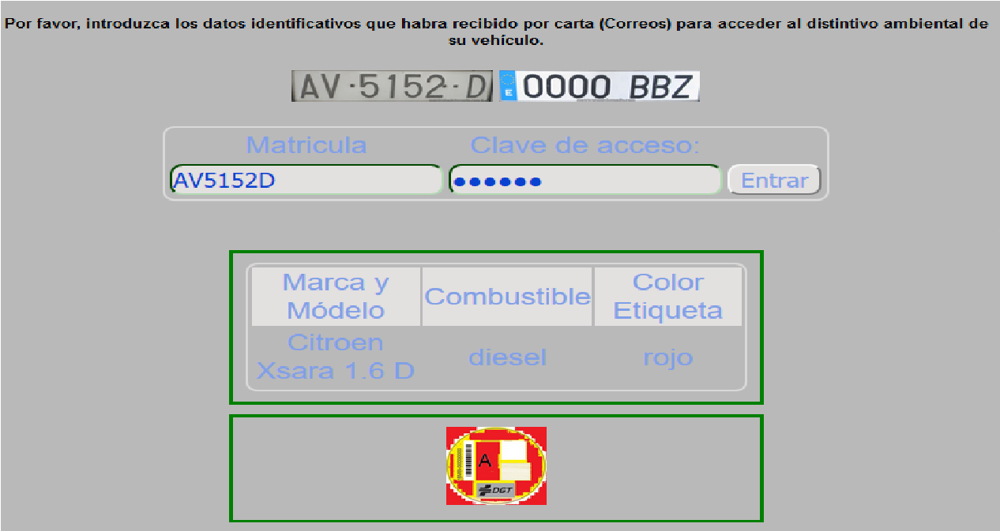 Por favor, introduzca los datos identificativos que habra recibido por carta (Correos) para acceder al distintivo ambiental de
su vehículo.
AV·5152·D
E 0000 BBZ
Matricula Clave de acceso:
AV5152D ●●●●●● Entrar
Marca y
Módelo
Combustible
Color
Etiqueta
Citroen
Xsara 1.6 D
diesel
rojo
A
DGT